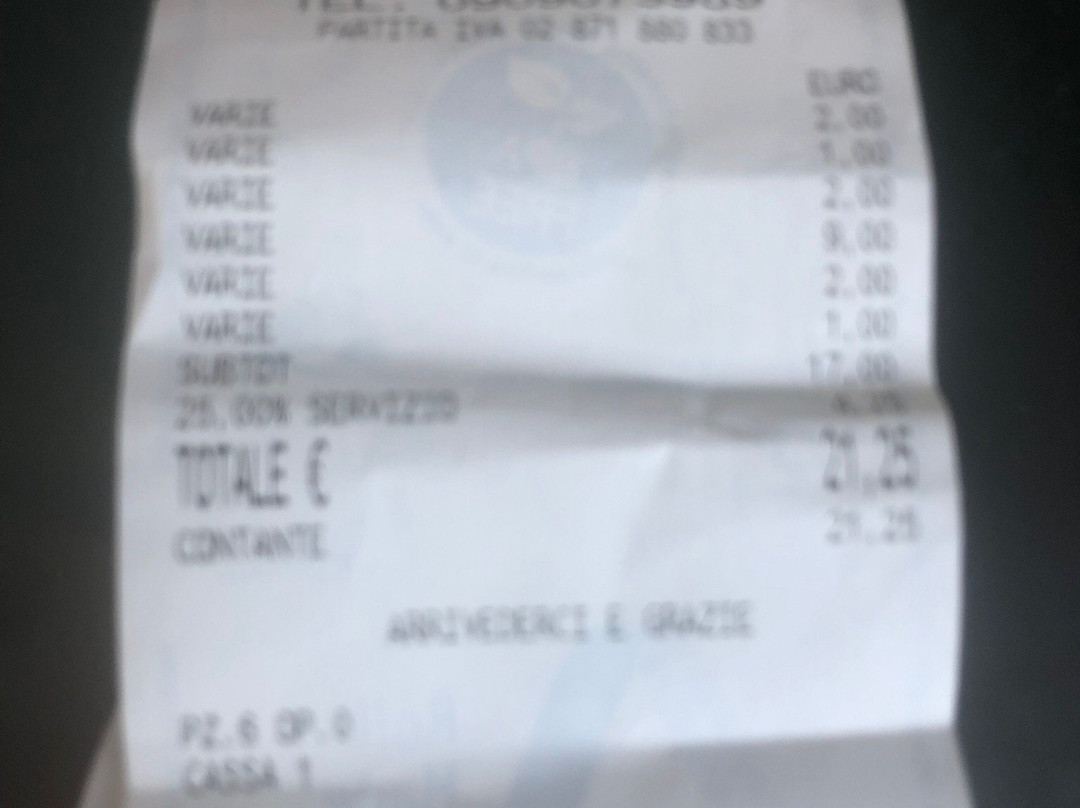 PARTITA IVA 02 871 880 833
EURO
VARIE 2,00
VARIE 1,00
VARIE 2,00
VARIE 9,00
VARIE 2,00
VARIE 1,00
SUBTOT 17,00
25,00% SERVIZIO 4,25
TOTALE € 21,25
CONTANTE 21,25
ARRIVEDERCI E GRAZIE
PZ.6 OP.0
CASSA 1